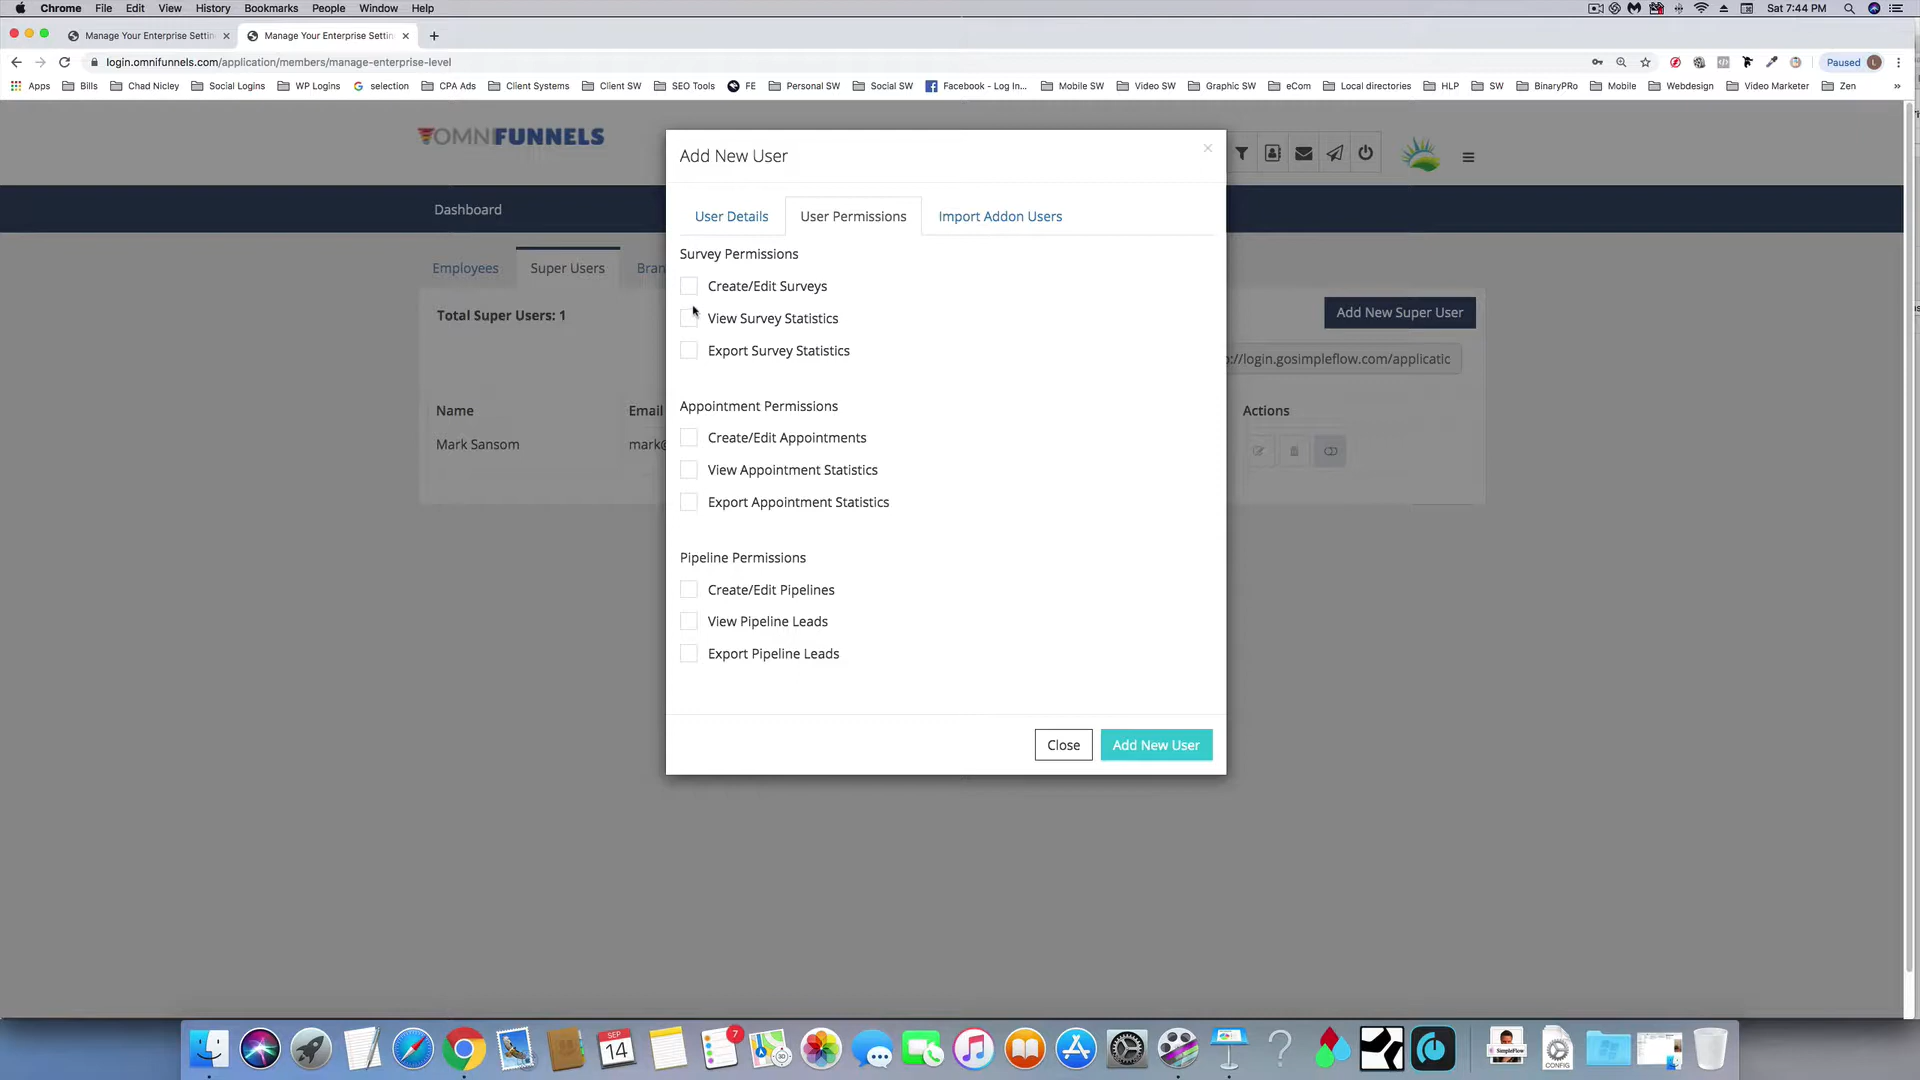 Chrome File Edit View History Bookmarks People Window Help Sat 7:44 PM
Manage Your Enterprise Settin × Manage Your Enterprise Settin × +
login.omnifunnels.com/application/members/manage-enterprise-level Paused L
Apps Bills Chad Nicley Social Logins WP Logins selection CPA Ads Client Systems Client SW SEO Tools FE Personal SW Social SW Facebook - Log In... Mobile SW Video SW Graphic SW eCom Local directories HLP SW BinaryPRo Mobile Webdesign Video Marketer Zen »
OMNIFUNNELS
Dashboard
Employees Super Users Bran
Total Super Users: 1 Add New Super User
://login.gosimpleflow.com/applicatic
Name Email Actions
Mark Sansom mark@
Add New User ×
User Details User Permissions Import Addon Users
Survey Permissions
Create/Edit Surveys
View Survey Statistics
Export Survey Statistics
Appointment Permissions
Create/Edit Appointments
View Appointment Statistics
Export Appointment Statistics
Pipeline Permissions
Create/Edit Pipelines
View Pipeline Leads
Export Pipeline Leads
Close Add New User
SEP
14
7
CONFIG